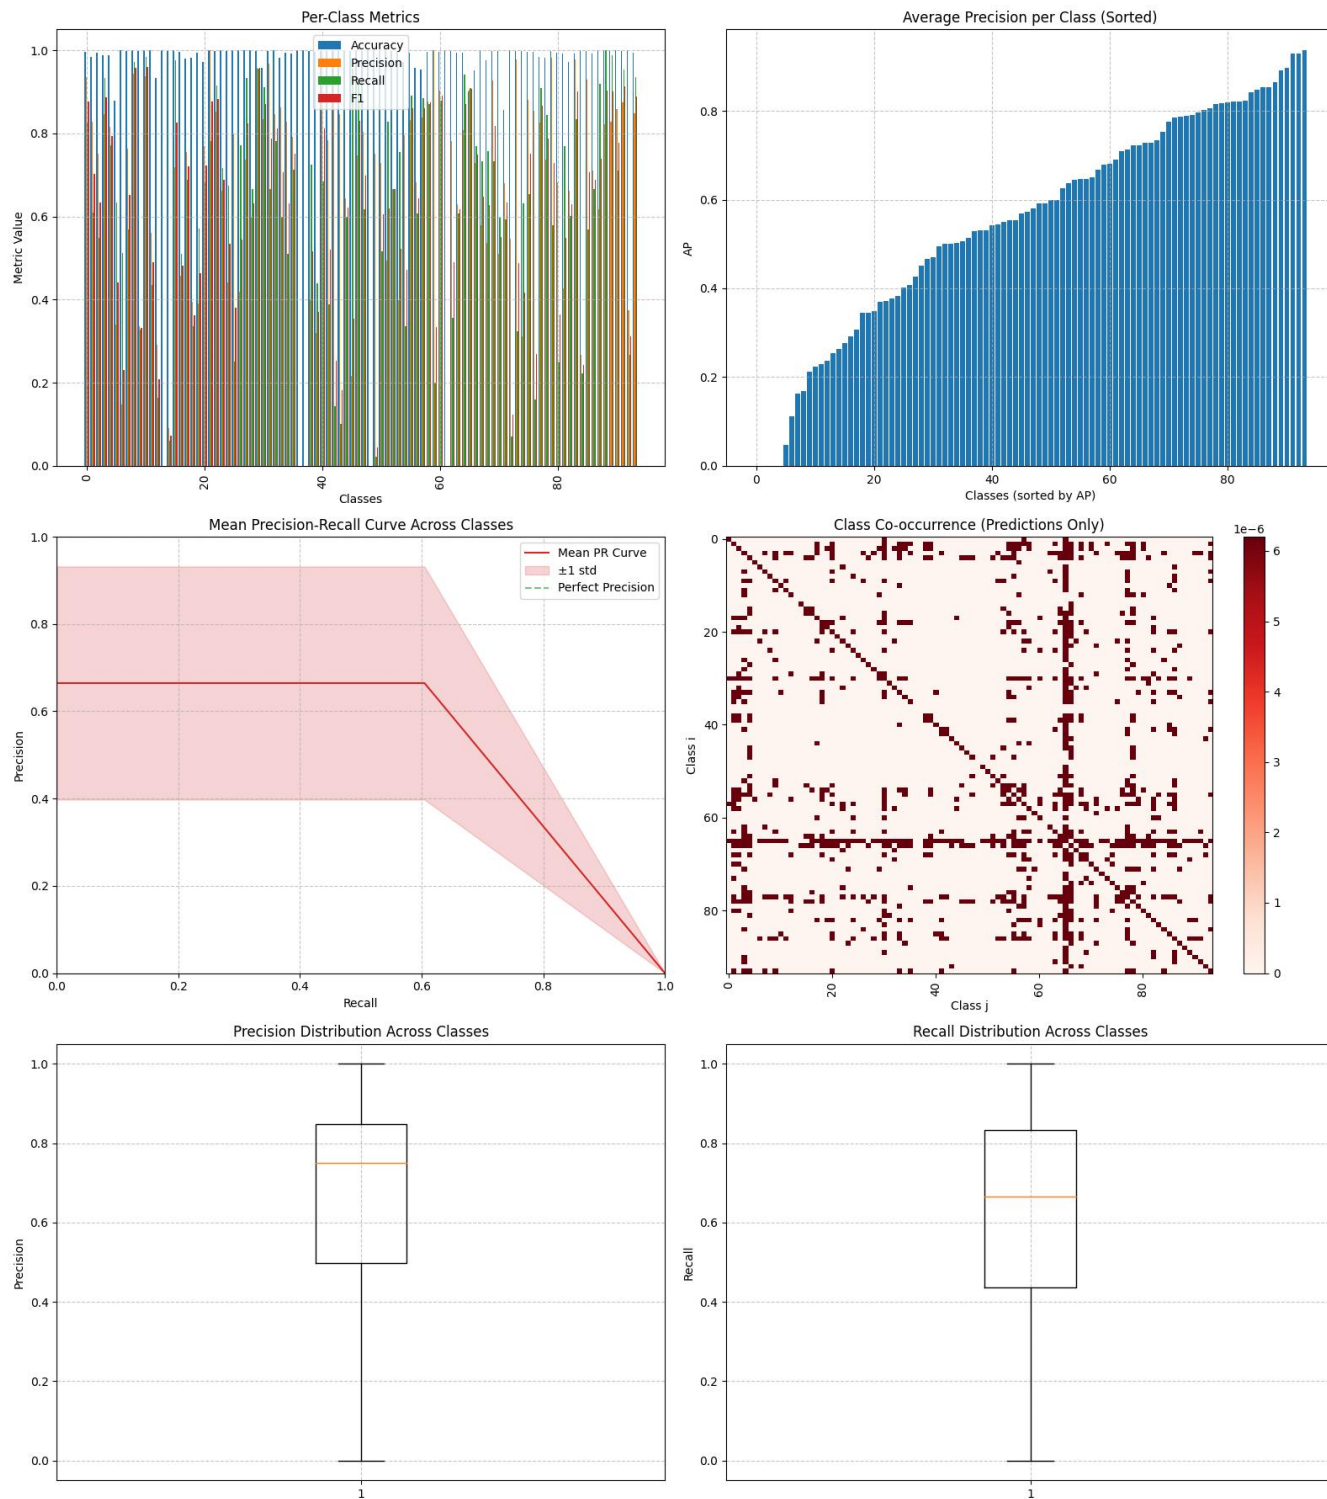 Per-Class Metrics
1.0
0.8
0.6
0.4
0.2
0.0
Metric Value
0
20
40
60
80
Classes
Accuracy
Precision
Recall
F1
Average Precision per Class (Sorted)
0.8
0.6
0.4
0.2
0.0
AP
0
20
40
60
80
Classes (sorted by AP)
Mean Precision-Recall Curve Across Classes
1.0
0.8
0.6
0.4
0.2
0.0
Precision
0.0
0.2
0.4
0.6
0.8
1.0
Recall
Mean PR Curve
±1 std
Perfect Precision
Class Co-occurrence (Predictions Only)
0
20
40
60
80
Class i
0
20
40
60
80
Class j
1e−6
6
5
4
3
2
1
0
Precision Distribution Across Classes
1.0
0.8
0.6
0.4
0.2
0.0
Precision
1
Recall Distribution Across Classes
1.0
0.8
0.6
0.4
0.2
0.0
Recall
1